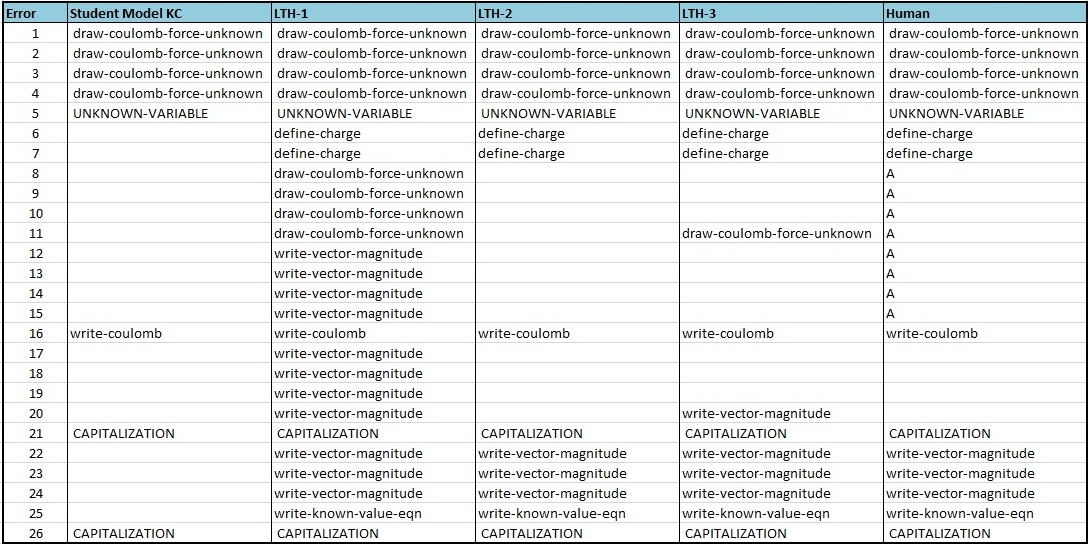 Error Student Model KC LTH-1 LTH-2 LTH-3 Human
1 draw-coulomb-force-unknown draw-coulomb-force-unknown draw-coulomb-force-unknown draw-coulomb-force-unknown draw-coulomb-force-unknown
2 draw-coulomb-force-unknown draw-coulomb-force-unknown draw-coulomb-force-unknown draw-coulomb-force-unknown draw-coulomb-force-unknown
3 draw-coulomb-force-unknown draw-coulomb-force-unknown draw-coulomb-force-unknown draw-coulomb-force-unknown draw-coulomb-force-unknown
4 draw-coulomb-force-unknown draw-coulomb-force-unknown draw-coulomb-force-unknown draw-coulomb-force-unknown draw-coulomb-force-unknown
5 UNKNOWN-VARIABLE UNKNOWN-VARIABLE UNKNOWN-VARIABLE UNKNOWN-VARIABLE UNKNOWN-VARIABLE
6 define-charge define-charge define-charge define-charge
7 define-charge define-charge define-charge define-charge
8 draw-coulomb-force-unknown A
9 draw-coulomb-force-unknown A
10 draw-coulomb-force-unknown A
11 draw-coulomb-force-unknown draw-coulomb-force-unknown A
12 write-vector-magnitude A
13 write-vector-magnitude A
14 write-vector-magnitude A
15 write-vector-magnitude A
16 write-coulomb write-coulomb write-coulomb write-coulomb write-coulomb
17 write-vector-magnitude
18 write-vector-magnitude
19 write-vector-magnitude
20 write-vector-magnitude write-vector-magnitude
21 CAPITALIZATION CAPITALIZATION CAPITALIZATION CAPITALIZATION CAPITALIZATION
22 write-vector-magnitude write-vector-magnitude write-vector-magnitude write-vector-magnitude
23 write-vector-magnitude write-vector-magnitude write-vector-magnitude write-vector-magnitude
24 write-vector-magnitude write-vector-magnitude write-vector-magnitude write-vector-magnitude
25 write-known-value-eqn write-known-value-eqn write-known-value-eqn write-known-value-eqn
26 CAPITALIZATION CAPITALIZATION CAPITALIZATION CAPITALIZATION CAPITALIZATION